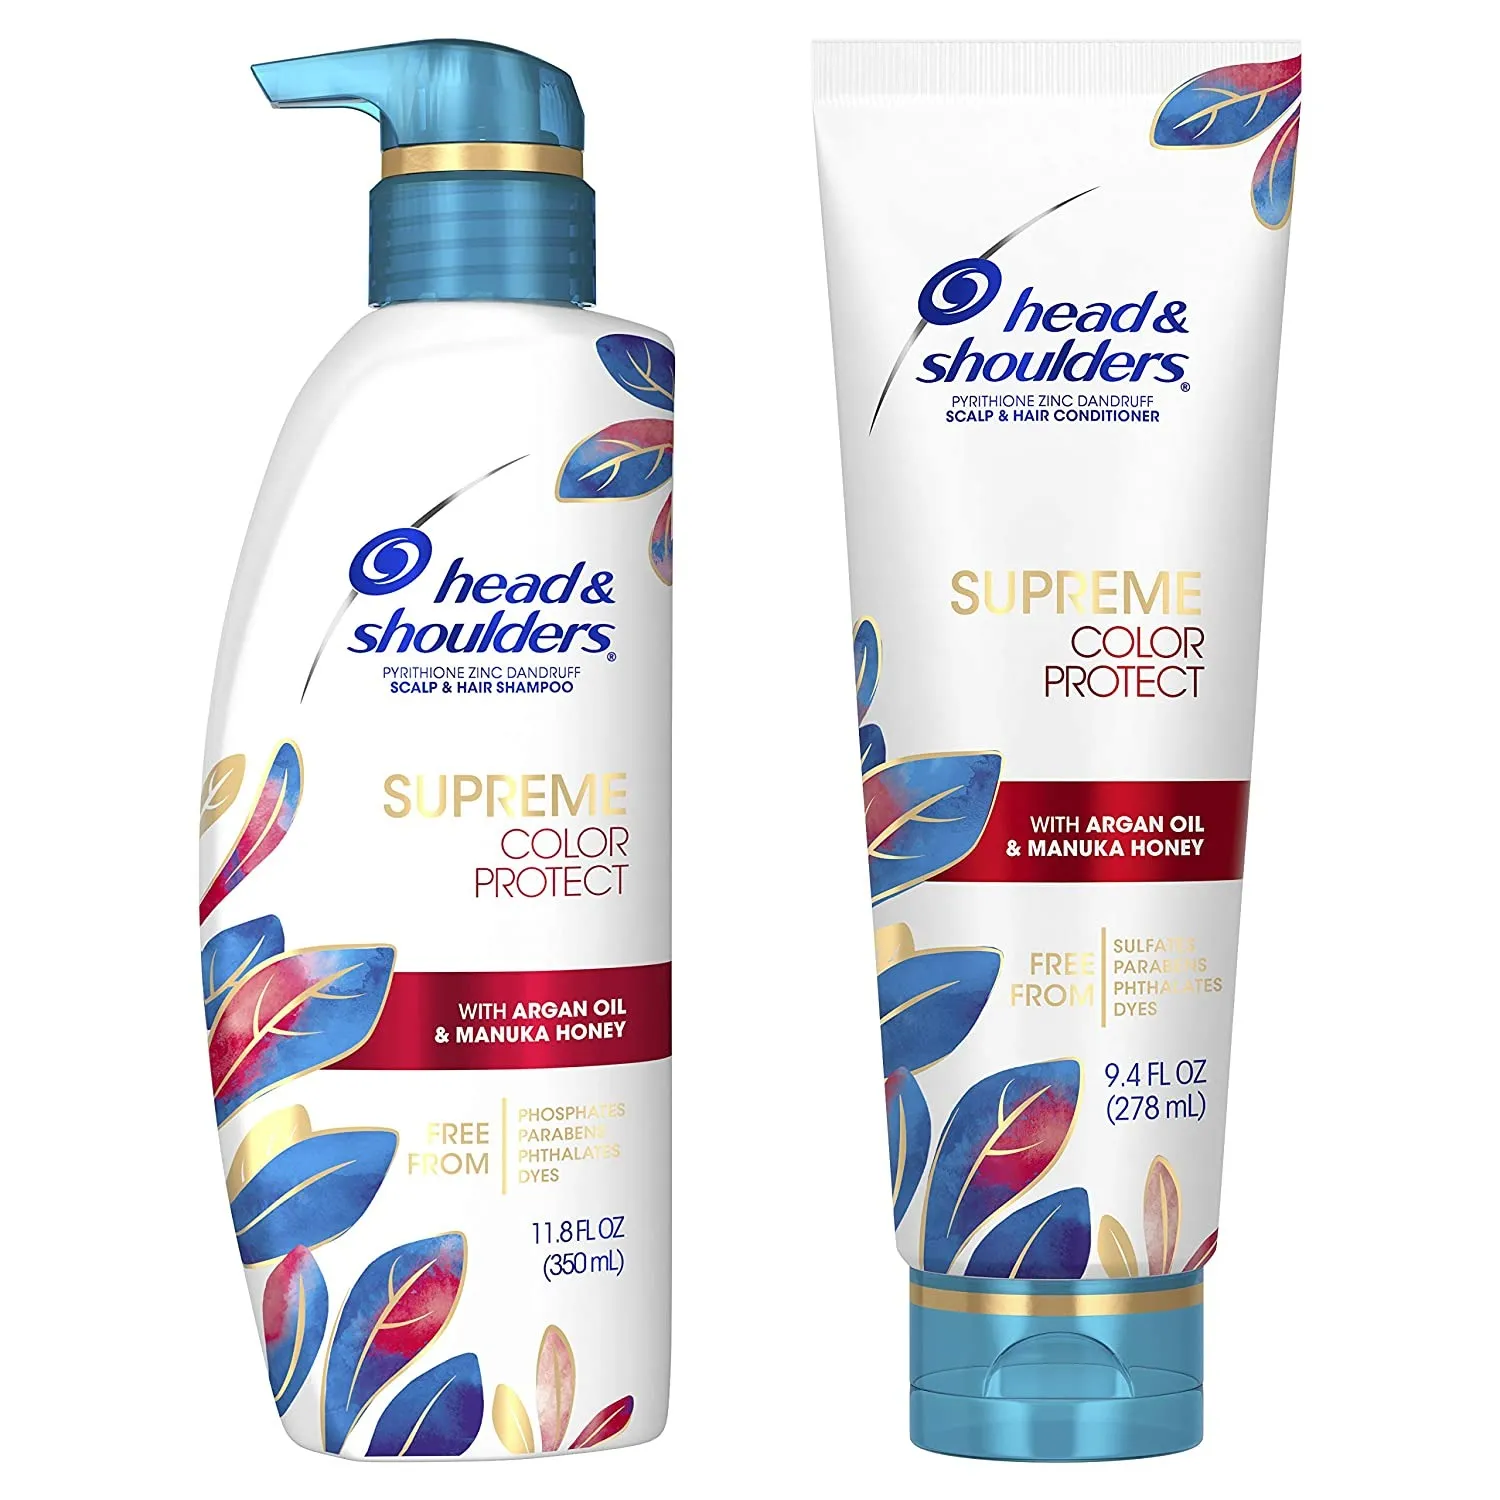 head &
shoulders®
PYRITHIONE ZINC DANDRUFF
SCALP & HAIR SHAMPOO
SUPREME
COLOR
PROTECT
WITH ARGAN OIL
& MANUKA HONEY
FREE
FROM
PHOSPHATES
PARABENS
PHTHALATES
DYES
11.8 FL OZ
(350 mL)
head &
shoulders®
PYRITHIONE ZINC DANDRUFF
SCALP & HAIR CONDITIONER
SUPREME
COLOR
PROTECT
WITH ARGAN OIL
& MANUKA HONEY
FREE
FROM
SULFATES
PARABENS
PHTHALATES
DYES
9.4 FL OZ
(278 mL)